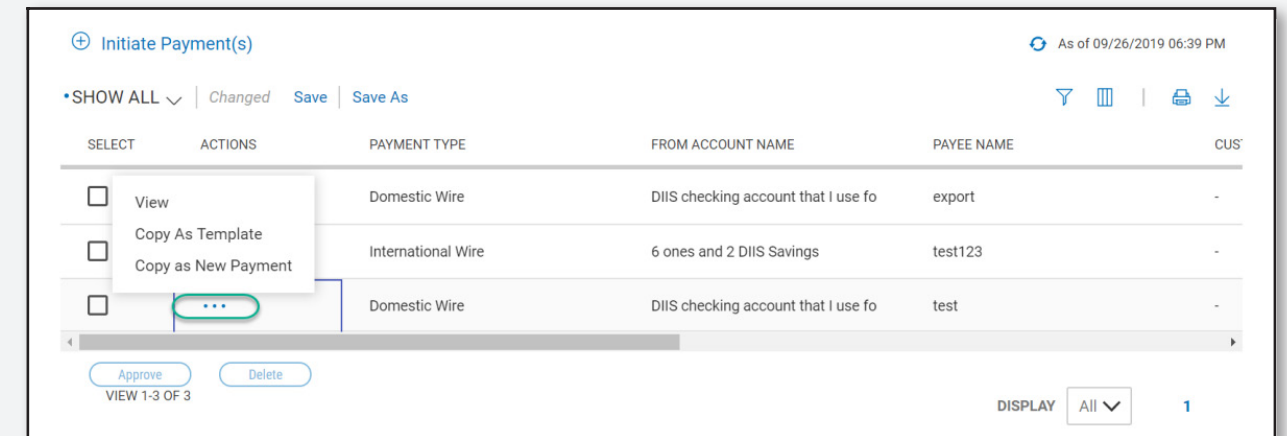 Initiate Payment(s)
As of 09/26/2019 06:39 PM
•SHOW ALL | Changed Save | Save As
SELECT ACTIONS PAYMENT TYPE FROM ACCOUNT NAME PAYEE NAME CUS
View
Copy As Template
Copy as New Payment
Domestic Wire DIIS checking account that I use fo export -
International Wire 6 ones and 2 DIIS Savings test123 -
... Domestic Wire DIIS checking account that I use fo test -
Approve Delete
VIEW 1-3 OF 3
DISPLAY All 1